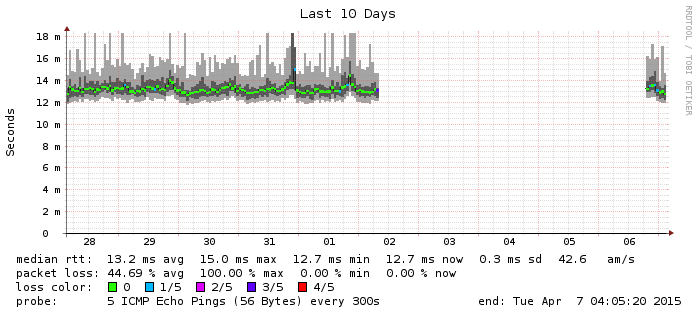 Last 10 Days
RRDTOOL / TOBI OETIKER
Seconds
18 m
16 m
14 m
12 m
10 m
8 m
6 m
4 m
2 m
0
28 29 30 31 01 02 03 04 05 06
median rtt: 13.2 ms avg 15.0 ms max 12.7 ms min 12.7 ms now 0.3 ms sd 42.6 am/s
packet loss: 44.69 % avg 100.00 % max 0.00 % min 0.00 % now
loss color: 0 1/5 2/5 3/5 4/5
probe: 5 ICMP Echo Pings (56 Bytes) every 300s end: Tue Apr 7 04:05:20 2015